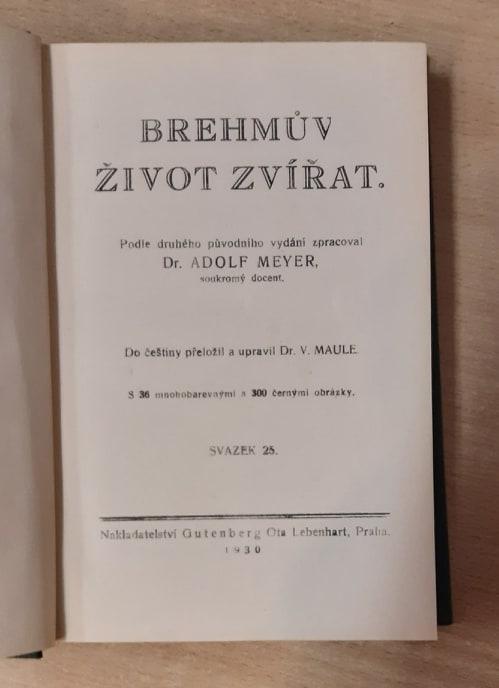 BREHMŮV
ŽIVOT ZVÍŘAT.
Podle druhého původního vydání zpracoval
Dr. ADOLF MEYER,
soukromý docent.
Do češtiny přeložil a upravil Dr. V. MAULE.
S 36 mnohobarevnými a 300 černými obrázky.
SVAZEK 25.
Nakladatelství Gutenberg Ota Lebenhart, Praha.
1930